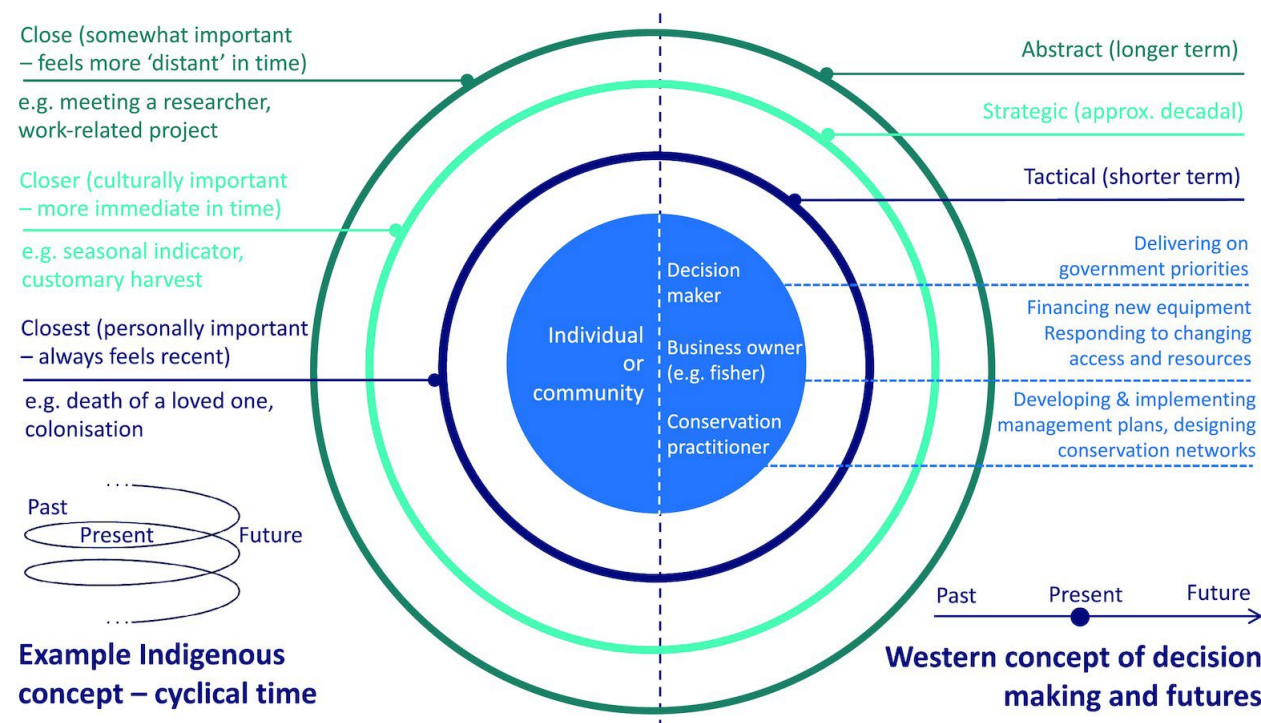 Close (somewhat important
– feels more ‘distant’ in time)
e.g. meeting a researcher,
work-related project
Closer (culturally important
– more immediate in time)
e.g. seasonal indicator,
customary harvest
Closest (personally important
– always feels recent)
e.g. death of a loved one,
colonisation
Past
Present
Future
Example Indigenous
concept – cyclical time
Individual
or
community
Decision
maker
Business owner
(e.g. fisher)
Conservation
practitioner
Abstract (longer term)
Strategic (approx. decadal)
Tactical (shorter term)
Delivering on
government priorities
Financing new equipment
Responding to changing
access and resources
Developing & implementing
management plans, designing
conservation networks
Past
Present
Future
Western concept of decision
making and futures